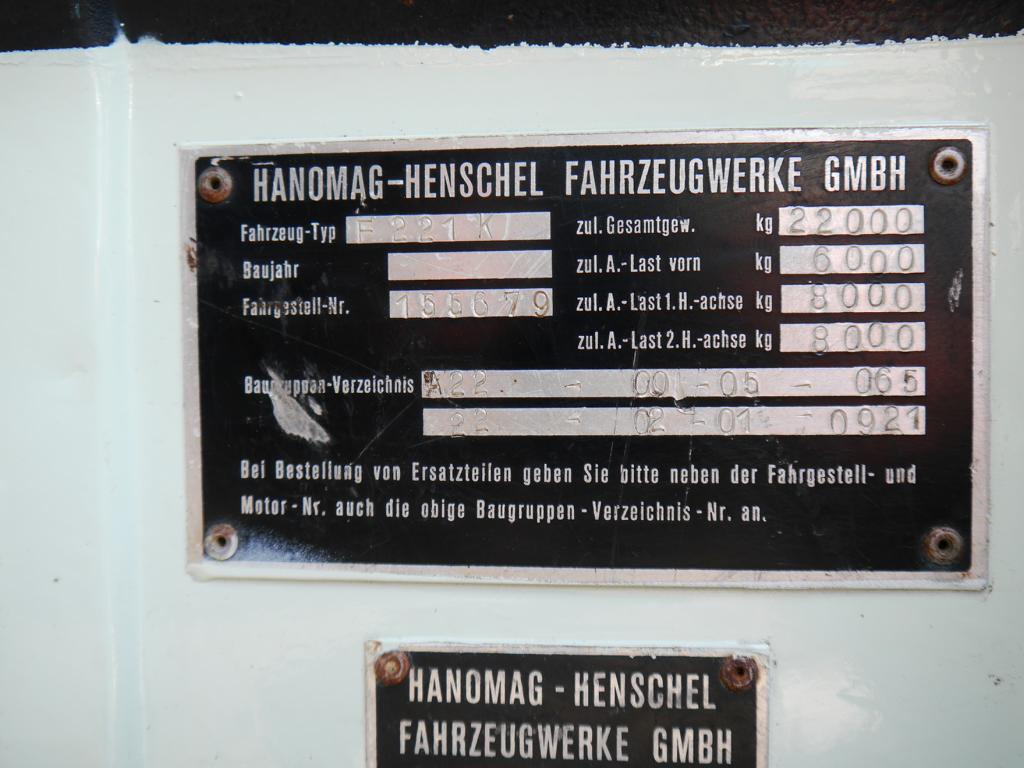 HANOMAG-HENSCHEL FAHRZEUGWERKE GMBH
Fahrzeug-Typ F 221 K
zul. Gesamtgew. kg 22000
Baujahr
zul. A.-Last vorn kg 6000
Fahrgestell-Nr. 155679
zul. A.-Last 1. H.-achse kg 8000
zul. A.-Last 2. H.-achse kg 8000
Baugruppen-Verzeichnis A22 - 001-05 - 065
22 - 02-01 - 0921
Bei Bestellung von Ersatzteilen geben Sie bitte neben der Fahrgestell- und
Motor-Nr. auch die obige Baugruppen-Verzeichnis-Nr. an.
HANOMAG - HENSCHEL
FAHRZEUGWERKE GMBH